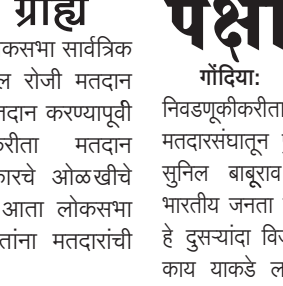 ग्राह्य
कसभा सार्वत्रिक
ल रोजी मतदान
तदान करण्यापूर्वी
रीता मतदान
कारचे ओळखीचे
आता लोकसभा
तांना मतदारांची
पक्षा
गोंदिया:
निवडणूकीकरीता
मतदारसंघातून
सुनिल बाबूराव
भारतीय जनता
हे दुसऱ्यांदा वि
काय याकडे ल